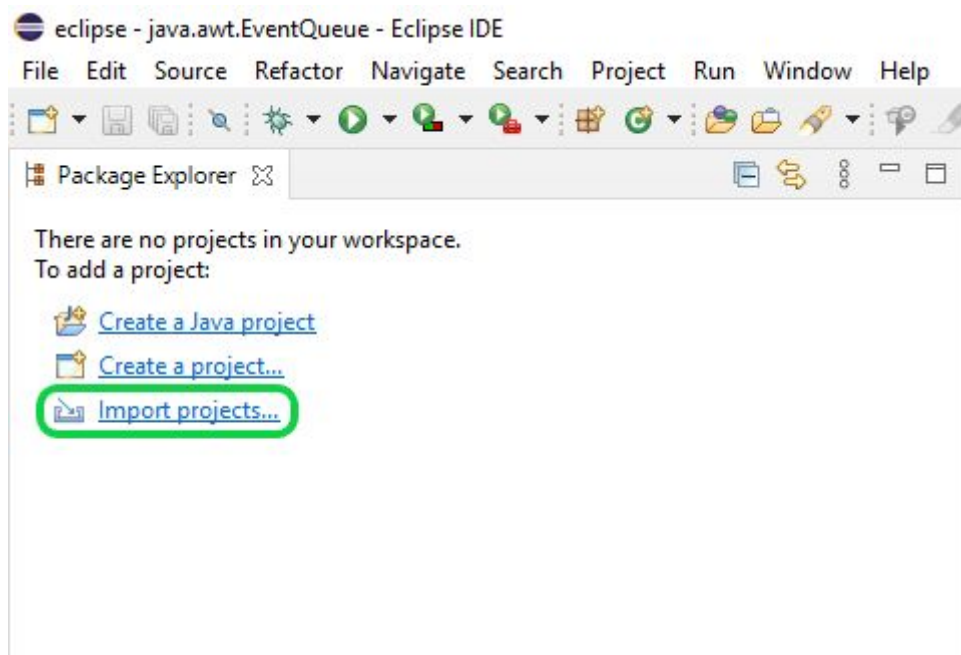 eclipse - java.awt.EventQueue - Eclipse IDE
File Edit Source Refactor Navigate Search Project Run Window Help
Package Explorer
There are no projects in your workspace.
To add a project:
Create a Java project
Create a project...
Import projects...